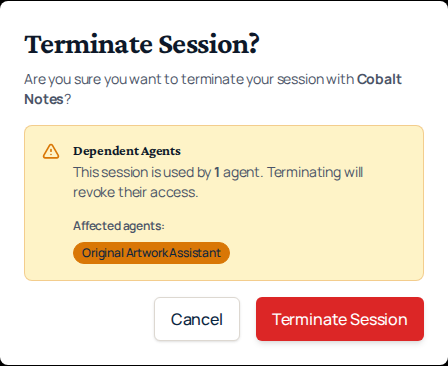 Terminate Session?
Are you sure you want to terminate your session with Cobalt
Notes?
Dependent Agents
This session is used by 1 agent. Terminating will
revoke their access.
Affected agents:
Original Artwork Assistant
Cancel
Terminate Session